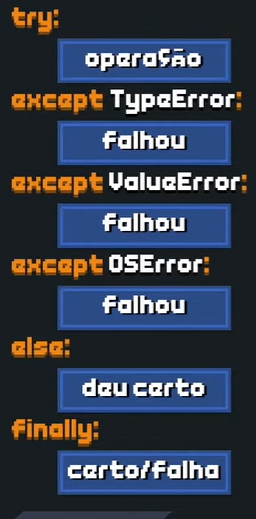 try:
operação
except TypeError:
falhou
except ValueError:
falhou
except OSError:
falhou
else:
deu certo
finally:
certo/falha